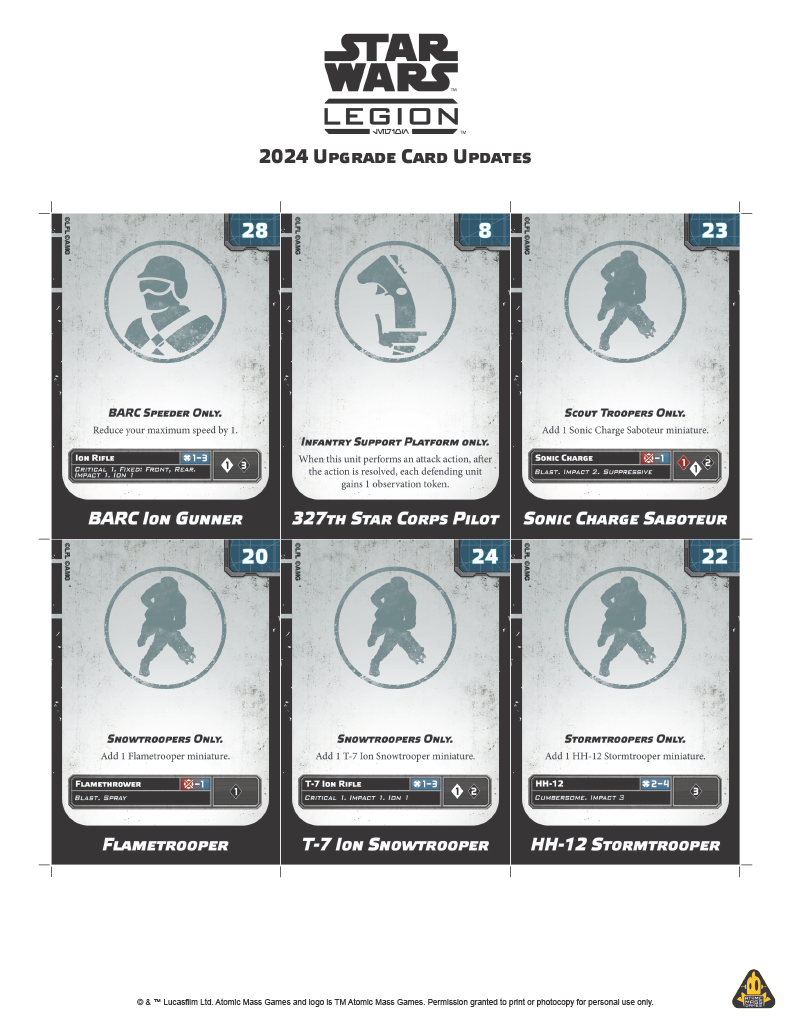 STAR
WARS™
LEGION™
2024 Upgrade Card Updates
©LFL ©AMG
28
BARC Speeder Only.
Reduce your maximum speed by 1.
Ion Rifle
1–3
Critical 1, Fixed: Front, Rear,
Impact 1, Ion 1
1
3
BARC Ion Gunner
©LFL ©AMG
8
Infantry Support Platform only.
When this unit performs an attack action, after
the action is resolved, each defending unit
gains 1 observation token.
327th Star Corps Pilot
©LFL ©AMG
23
Scout Troopers Only.
Add 1 Sonic Charge Saboteur miniature.
Sonic Charge
–1
Blast, Impact 2, Suppressive
1
1
2
Sonic Charge Saboteur
©LFL ©AMG
20
Snowtroopers Only.
Add 1 Flametrooper miniature.
Flamethrower
–1
Blast, Spray
1
Flametrooper
©LFL ©AMG
24
Snowtroopers Only.
Add 1 T-7 Ion Snowtrooper miniature.
T-7 Ion Rifle
1–3
Critical 1, Impact 1, Ion 1
1
2
T-7 Ion Snowtrooper
©LFL ©AMG
22
Stormtroopers Only.
Add 1 HH-12 Stormtrooper miniature.
HH-12
2–4
Cumbersome, Impact 3
3
HH-12 Stormtrooper
© & ™ Lucasfilm Ltd. Atomic Mass Games and logo is TM Atomic Mass Games. Permission granted to print or photocopy for personal use only.
ATOMIC
MASS
GAMES